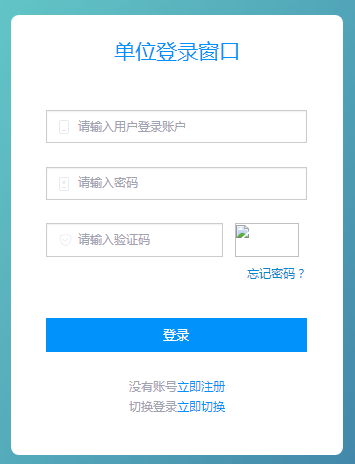 单位登录窗口
请输入用户登录账户
请输入密码
请输入验证码
忘记密码？
登录
没有账号立即注册
切换登录立即切换